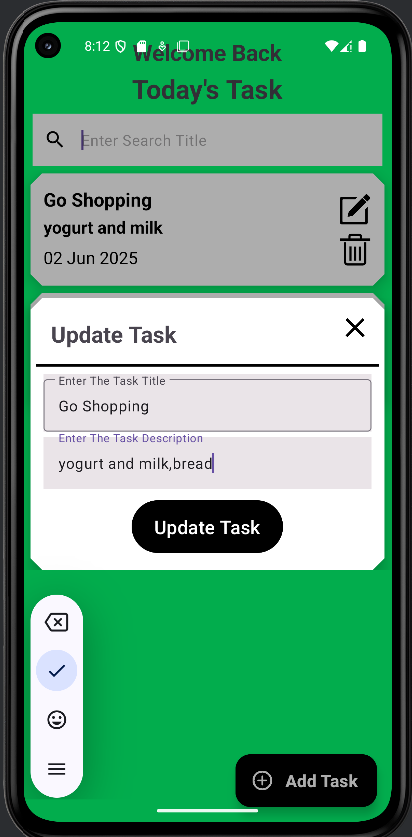 8:12
Welcome Back
Today's Task
Enter Search Title
Go Shopping
yogurt and milk
02 Jun 2025
Update Task
Enter The Task Title
Go Shopping
Enter The Task Description
yogurt and milk,bread
Update Task
Add Task